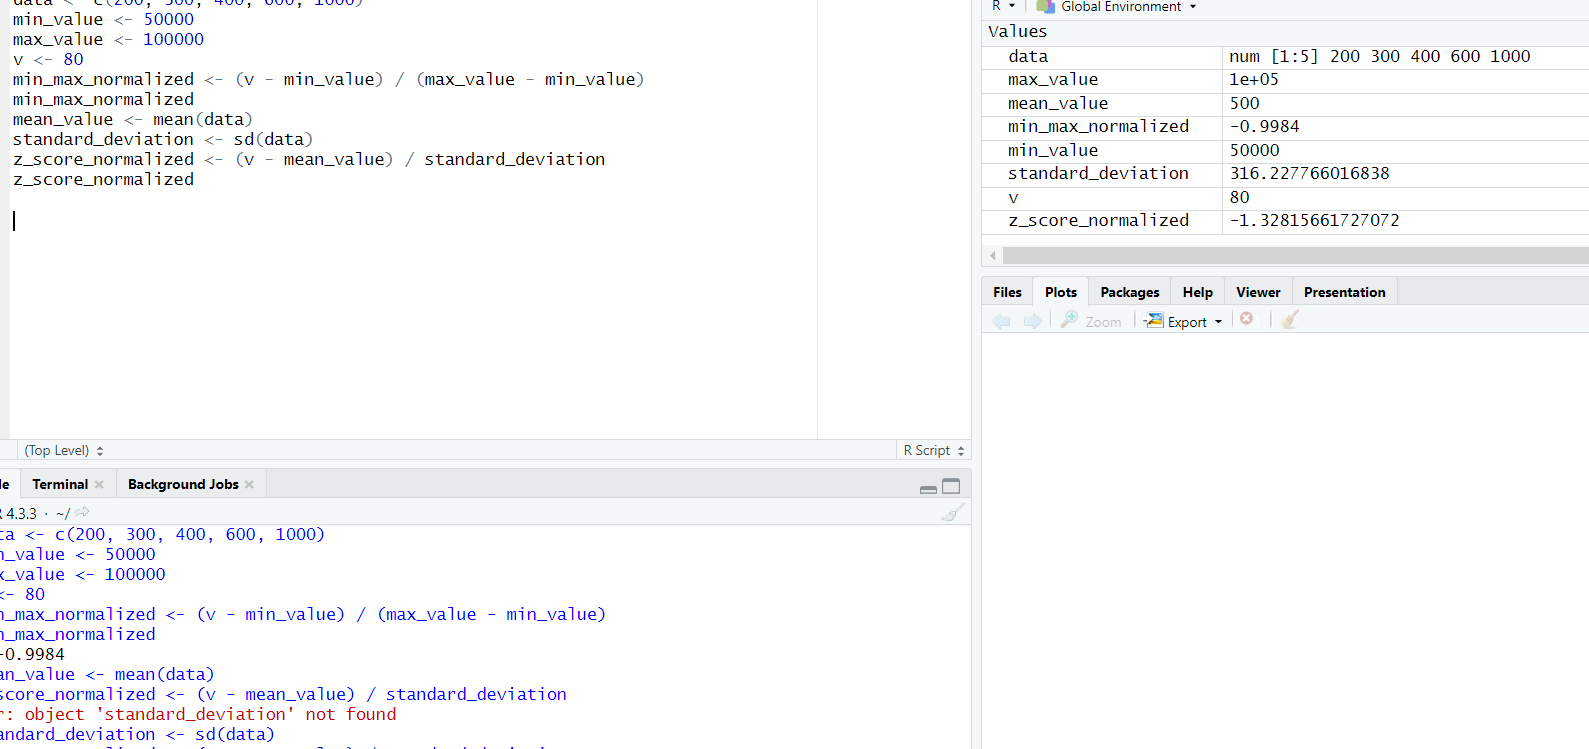 data <- c(200, 300, 400, 600, 1000)
min_value <- 50000
max_value <- 100000
v <- 80
min_max_normalized <- (v - min_value) / (max_value - min_value)
min_max_normalized
mean_value <- mean(data)
standard_deviation <- sd(data)
z_score_normalized <- (v - mean_value) / standard_deviation
z_score_normalized
(Top Level)
R Script
le
Terminal
Background Jobs
R 4.3.3 · ~/
ta <- c(200, 300, 400, 600, 1000)
n_value <- 50000
x_value <- 100000
<- 80
n_max_normalized <- (v - min_value) / (max_value - min_value)
n_max_normalized
-0.9984
an_value <- mean(data)
score_normalized <- (v - mean_value) / standard_deviation
r: object 'standard_deviation' not found
andard_deviation <- sd(data)
R
Global Environment
Values
data num [1:5] 200 300 400 600 1000
max_value 1e+05
mean_value 500
min_max_normalized -0.9984
min_value 50000
standard_deviation 316.227766016838
v 80
z_score_normalized -1.32815661727072
Files Plots Packages Help Viewer Presentation
Zoom Export